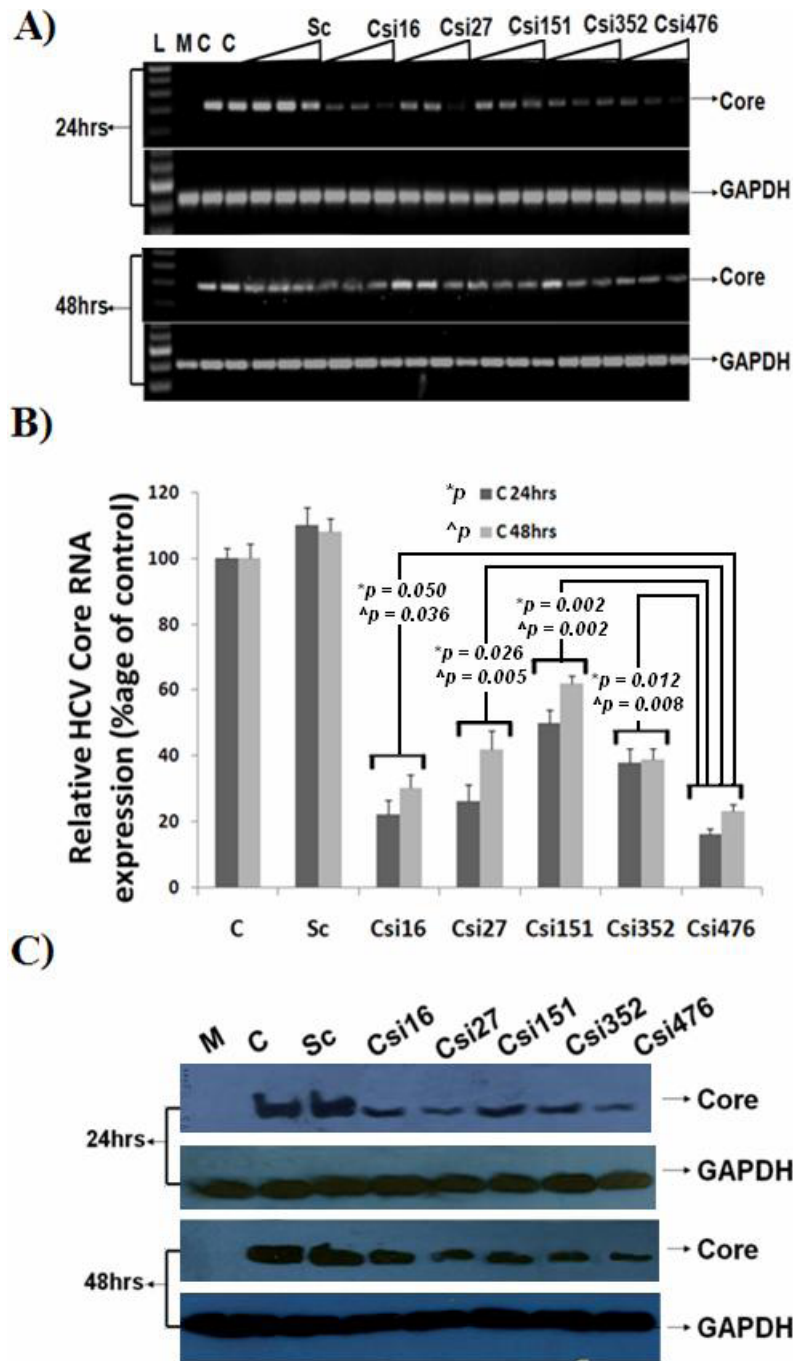 A)
L M C C Sc Csi16 Csi27 Csi151 Csi352 Csi476
24hrs
Core
GAPDH
48hrs
Core
GAPDH
B)
Relative HCV Core RNA
expression (%age of control)
120
100
80
60
40
20
0
*p C 24hrs
^p C 48hrs
*p = 0.050
^p = 0.036
*p = 0.026
^p = 0.005
*p = 0.002
^p = 0.002
*p = 0.012
^p = 0.008
C Sc Csi16 Csi27 Csi151 Csi352 Csi476
C)
M C Sc Csi16 Csi27 Csi151 Csi352 Csi476
24hrs
Core
GAPDH
48hrs
Core
GAPDH